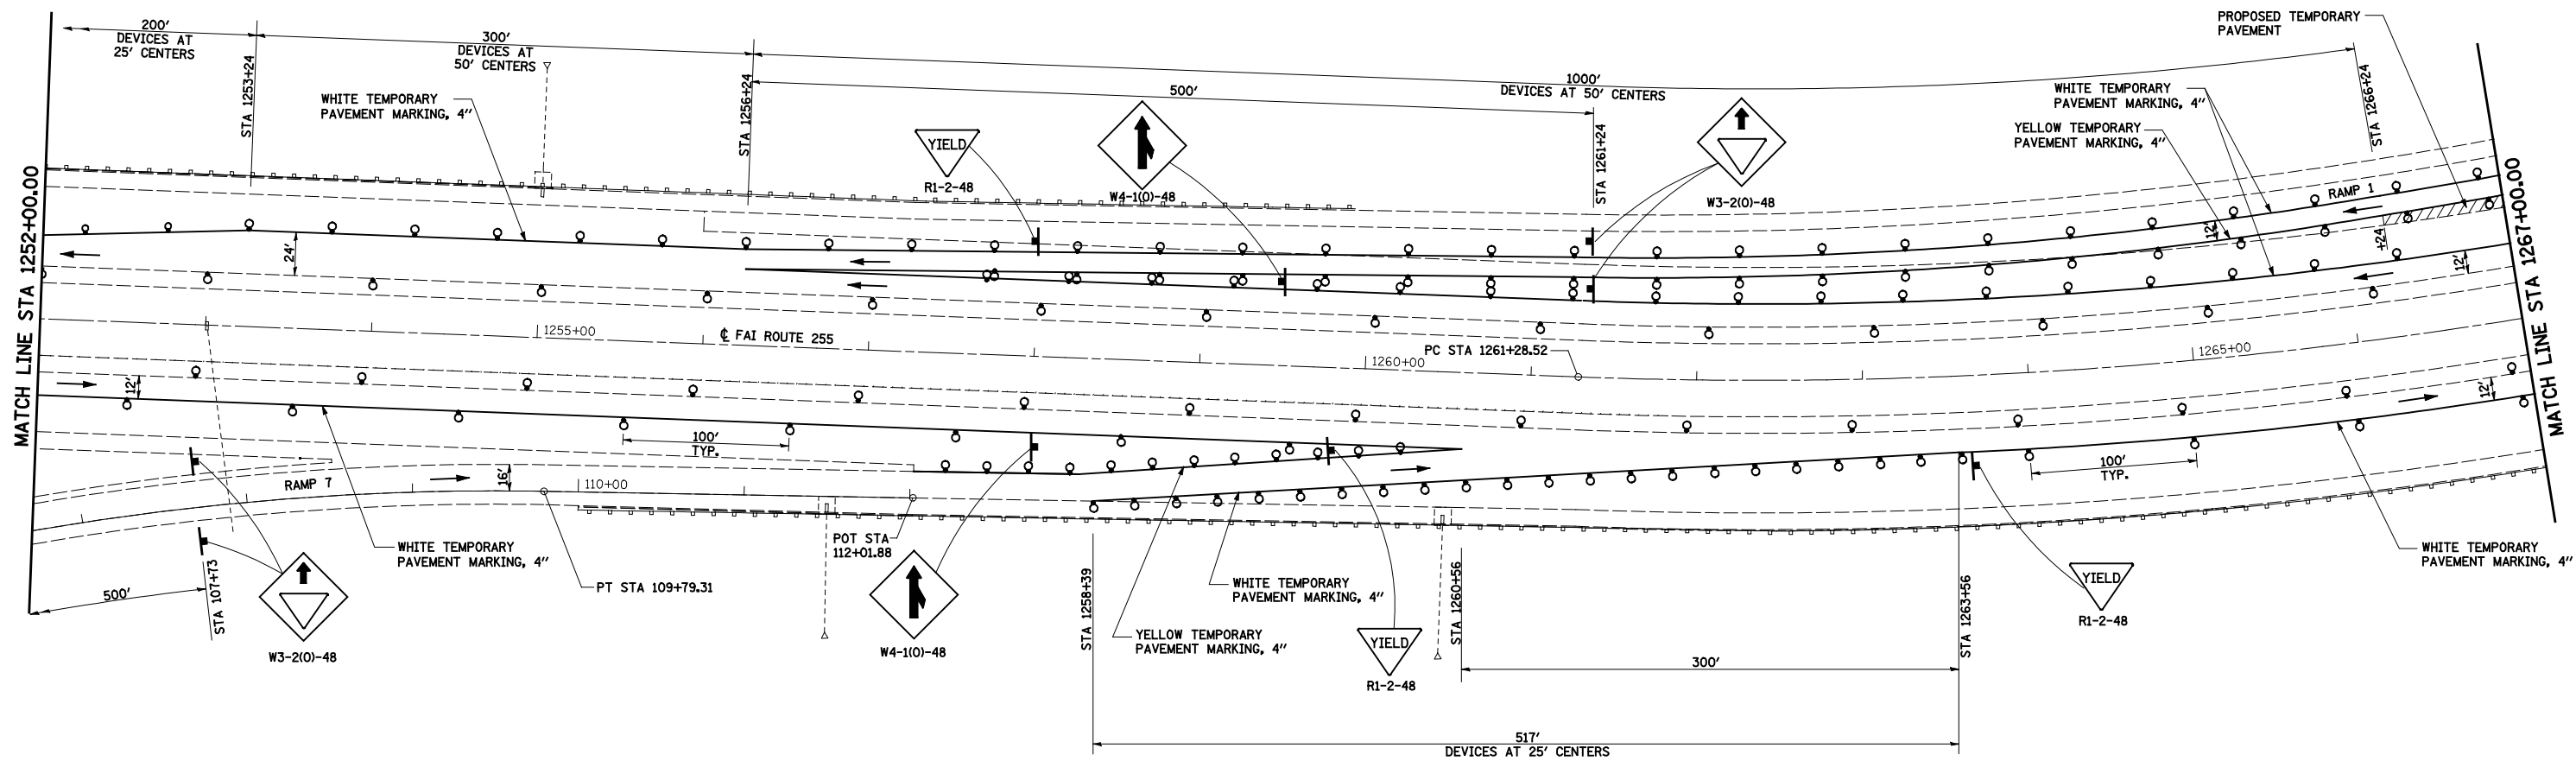 200'
DEVICES AT
25' CENTERS
300'
DEVICES AT
50' CENTERS
1000'
DEVICES AT 50' CENTERS
500'
PROPOSED TEMPORARY
PAVEMENT
STA 1253+24
STA 1256+24
STA 1261+24
STA 1266+24
WHITE TEMPORARY
PAVEMENT MARKING, 4"
YIELD
R1-2-48
W4-1(O)-48
W3-2(O)-48
WHITE TEMPORARY
PAVEMENT MARKING, 4"
YELLOW TEMPORARY
PAVEMENT MARKING, 4"
MATCH LINE STA 1252+00.00
MATCH LINE STA 1267+00.00
RAMP 1
24'
12'
+24
12'
1255+00
℄ FAI ROUTE 255
PC STA 1261+28.52
1260+00
1265+00
12'
12'
100'
TYP.
100'
TYP.
RAMP 7
16'
110+00
500'
STA 107+73
W3-2(O)-48
WHITE TEMPORARY
PAVEMENT MARKING, 4"
PT STA 109+79.31
POT STA
112+01.88
W4-1(O)-48
STA 1258+39
YELLOW TEMPORARY
PAVEMENT MARKING, 4"
WHITE TEMPORARY
PAVEMENT MARKING, 4"
YIELD
R1-2-48
STA 1260+56
300'
STA 1263+56
YIELD
R1-2-48
WHITE TEMPORARY
PAVEMENT MARKING, 4"
517'
DEVICES AT 25' CENTERS